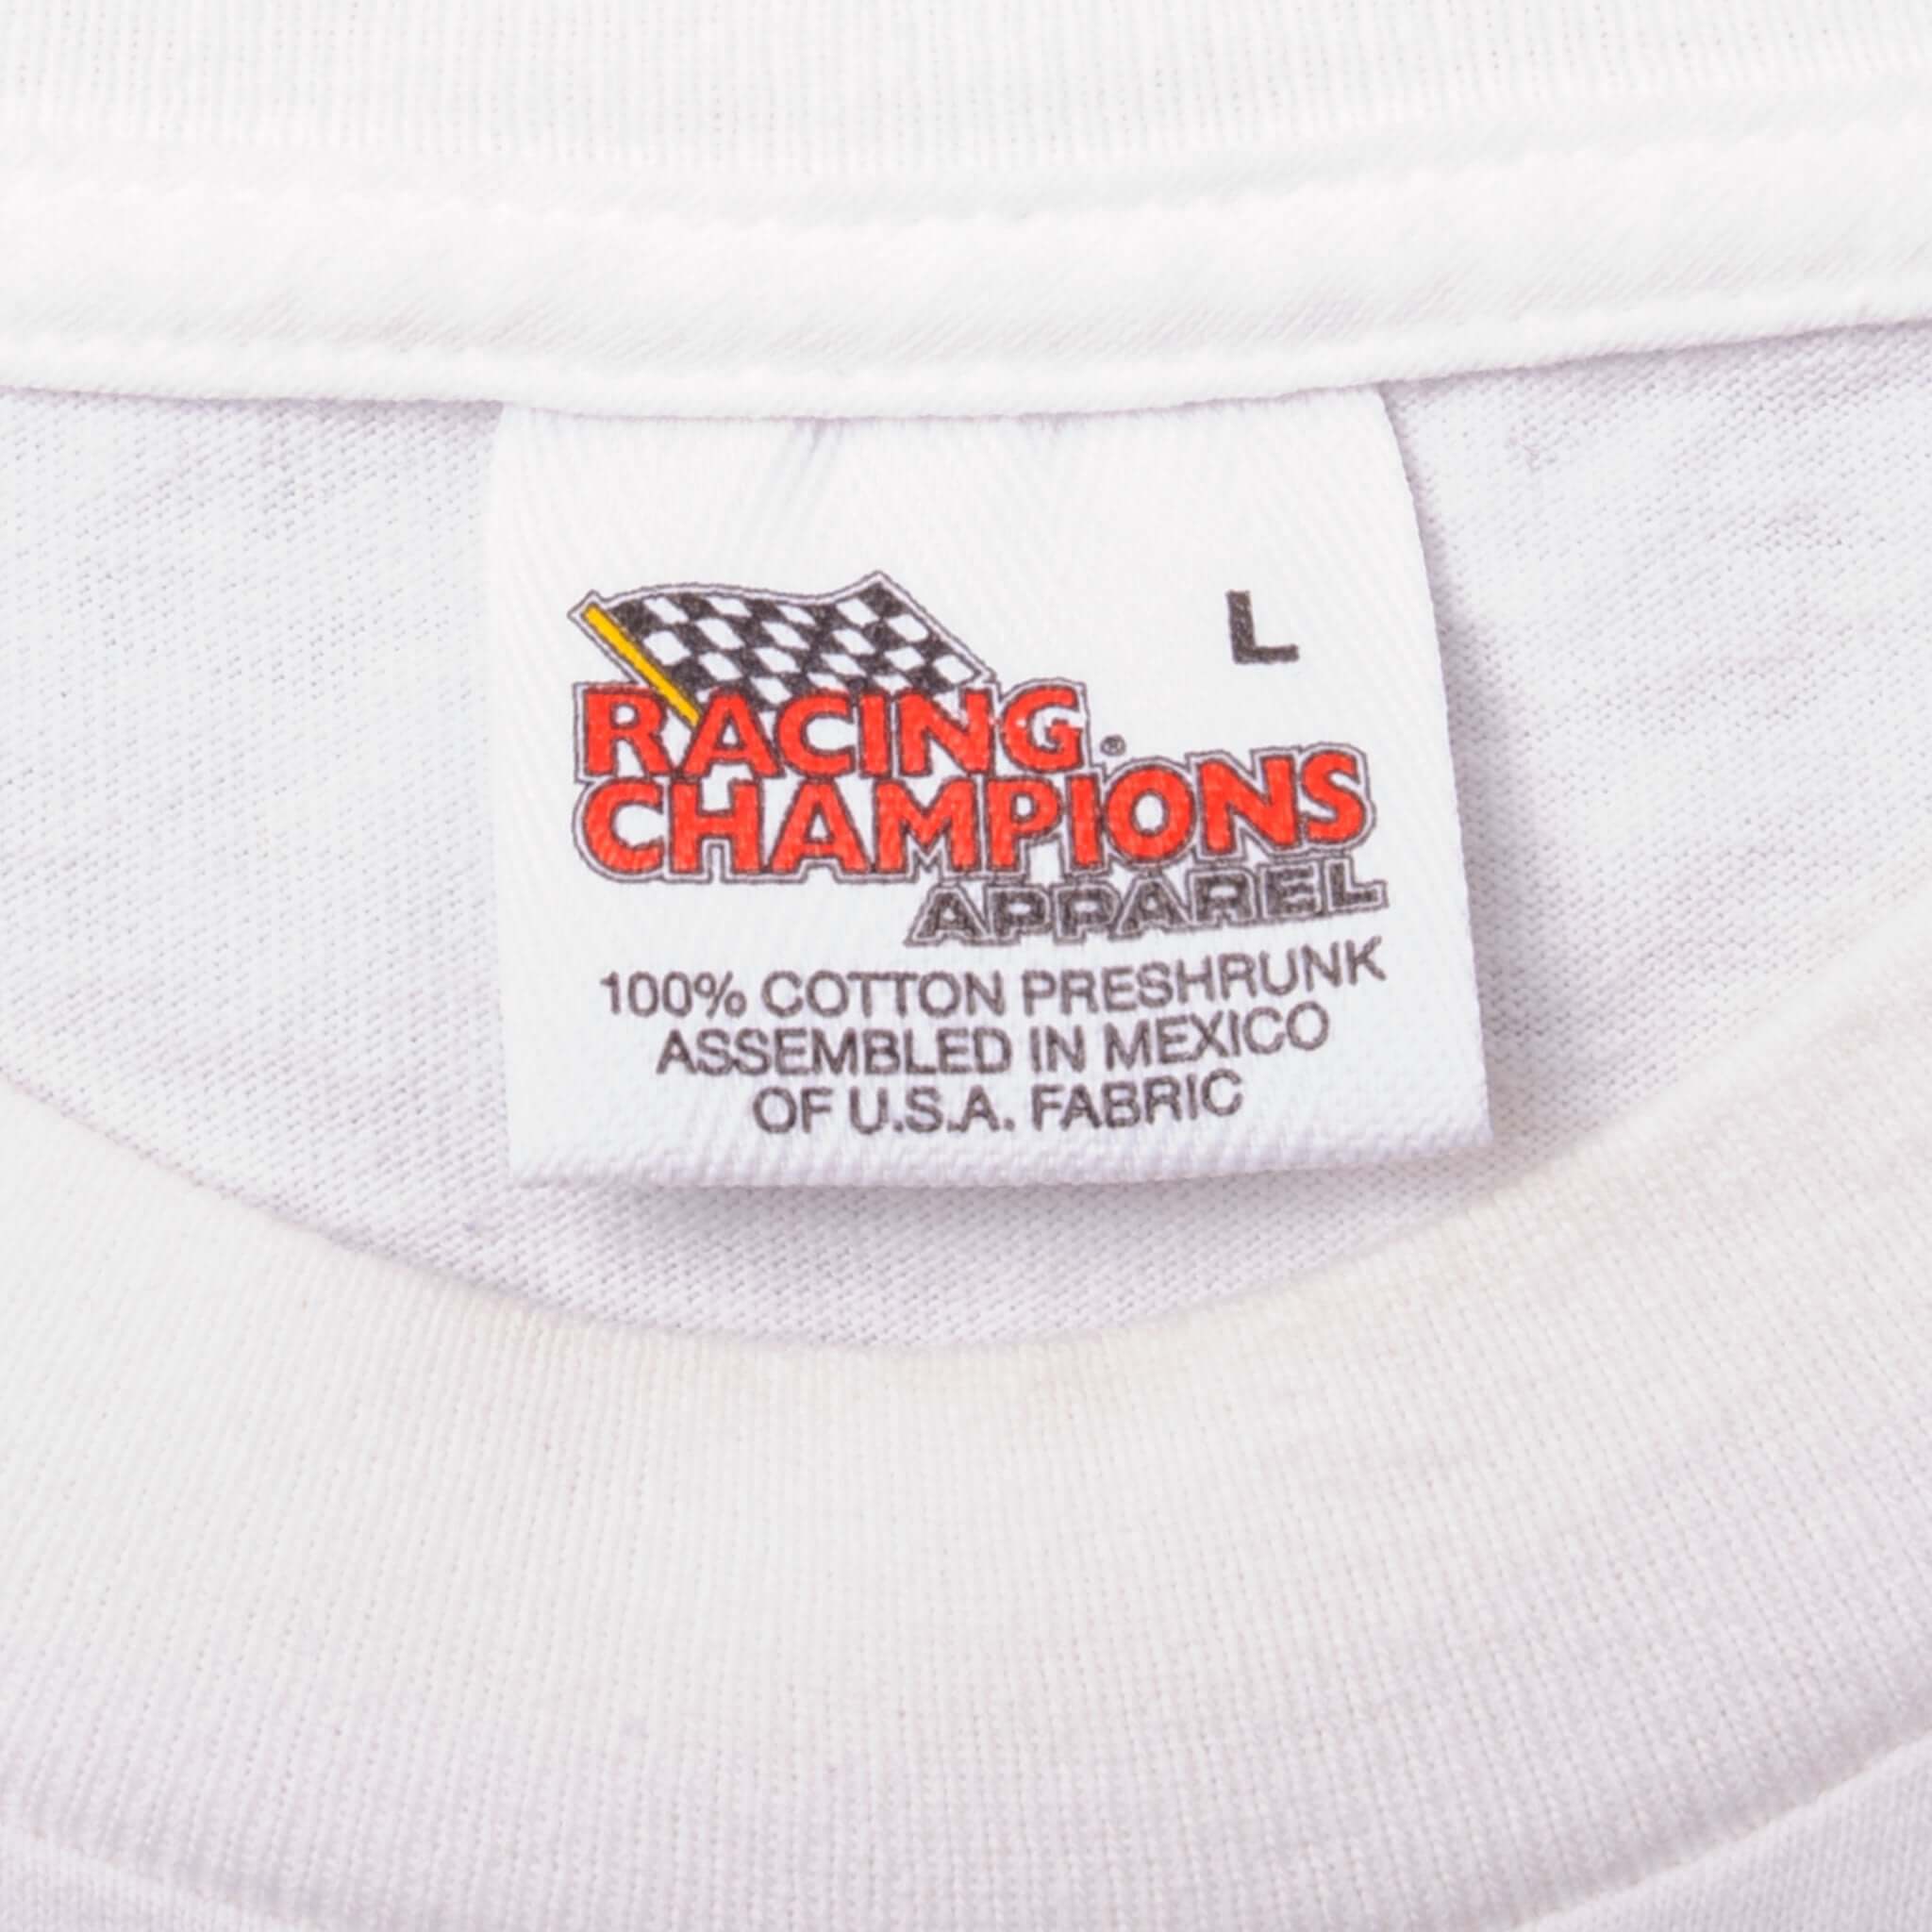 L
RACING®
CHAMPIONS
APPAREL
100% COTTON PRESHRUNK
ASSEMBLED IN MEXICO
OF U.S.A. FABRIC